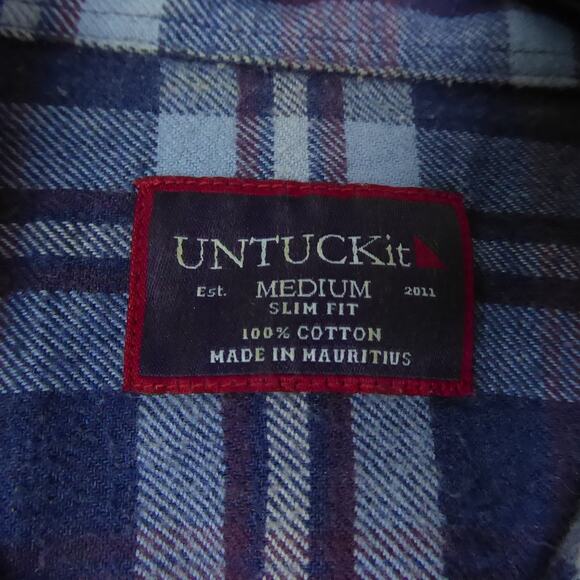 UNTUCKit
Est. MEDIUM 2011
SLIM FIT
100% COTTON
MADE IN MAURITIUS